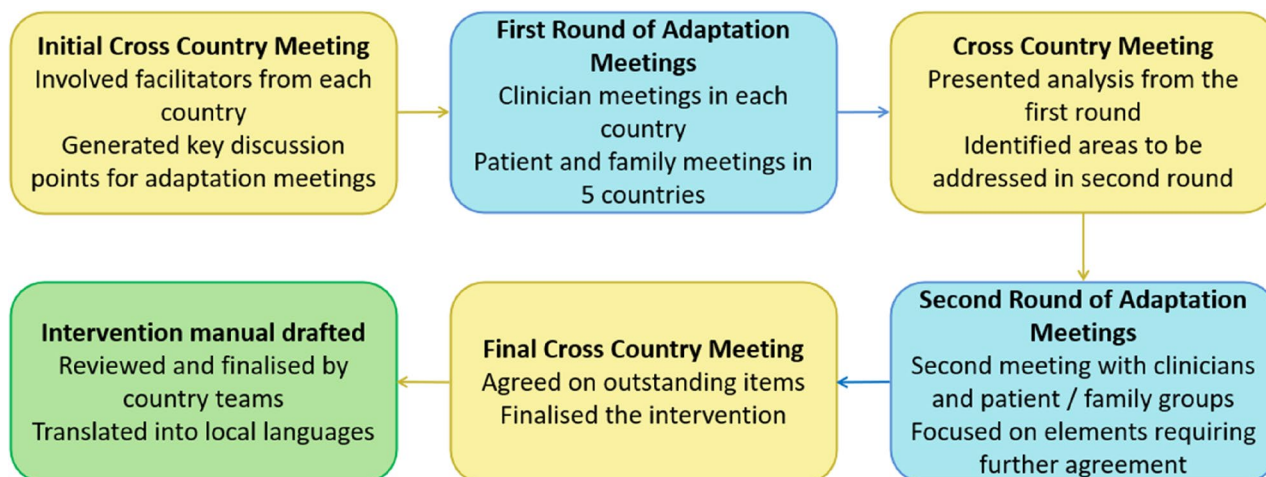 Initial Cross Country Meeting
Involved facilitators from each
country
Generated key discussion
points for adaptation meetings
First Round of Adaptation
Meetings
Clinician meetings in each
country
Patient and family meetings in
5 countries
Cross Country Meeting
Presented analysis from the
first round
Identified areas to be
addressed in second round
Second Round of Adaptation
Meetings
Second meeting with clinicians
and patient / family groups
Focused on elements requiring
further agreement
Final Cross Country Meeting
Agreed on outstanding items
Finalised the intervention
Intervention manual drafted
Reviewed and finalised by
country teams
Translated into local languages